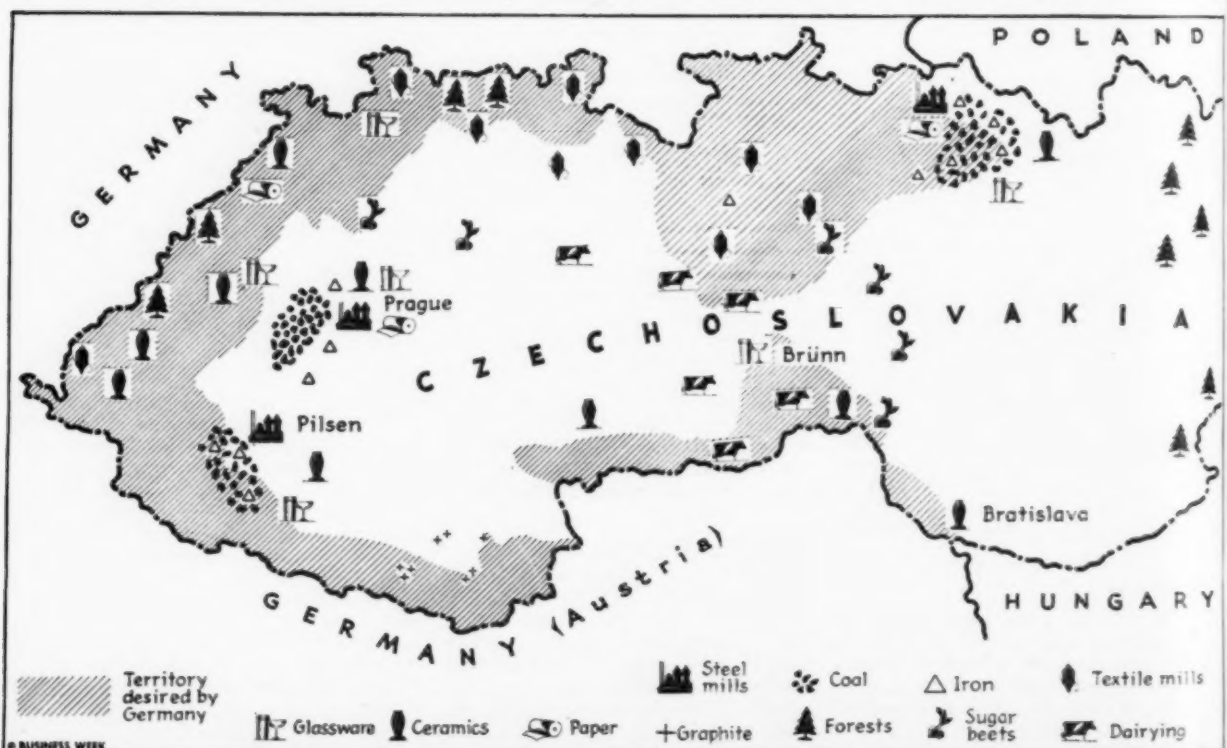 POLAND
GERMANY
Prague
CZECHOSLOVAKIA
Brünn
Pilsen
Bratislava
GERMANY (Austria)
HUNGARY
Territory
desired by
Germany
Steel
mills
Coal
Iron
Textile mills
Glassware
Ceramics
Paper
Graphite
Forests
Sugar
beets
Dairying
© BUSINESS WEEK